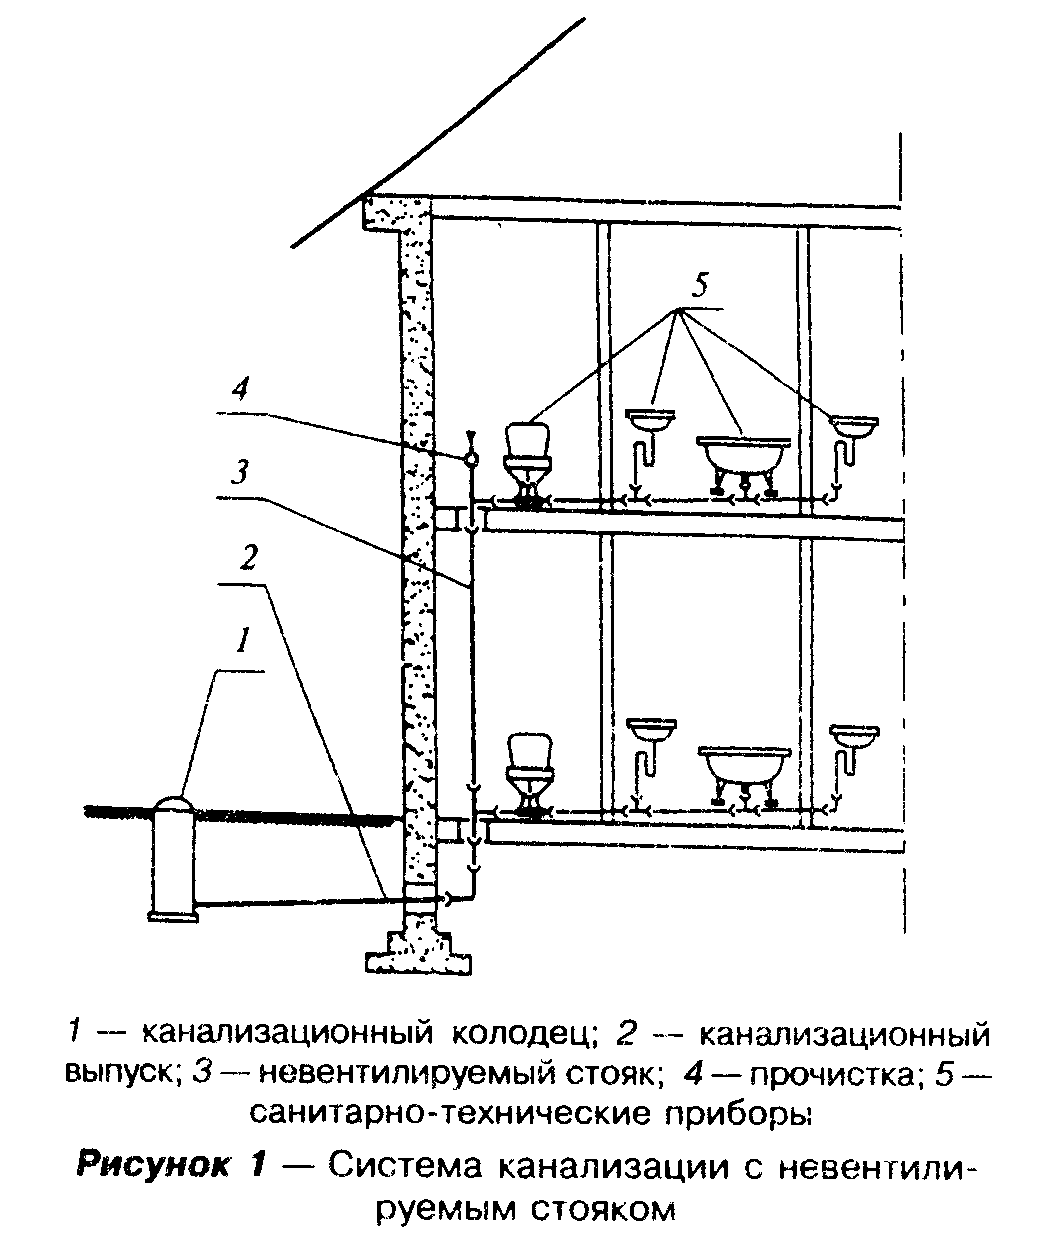 5
4
3
2
1
1 — канализационный колодец; 2 — канализационный
выпуск; 3 — невентилируемый стояк; 4 — прочистка; 5 —
санитарно-технические приборы
Рисунок 1 — Система канализации с невентили-
руемым стояком